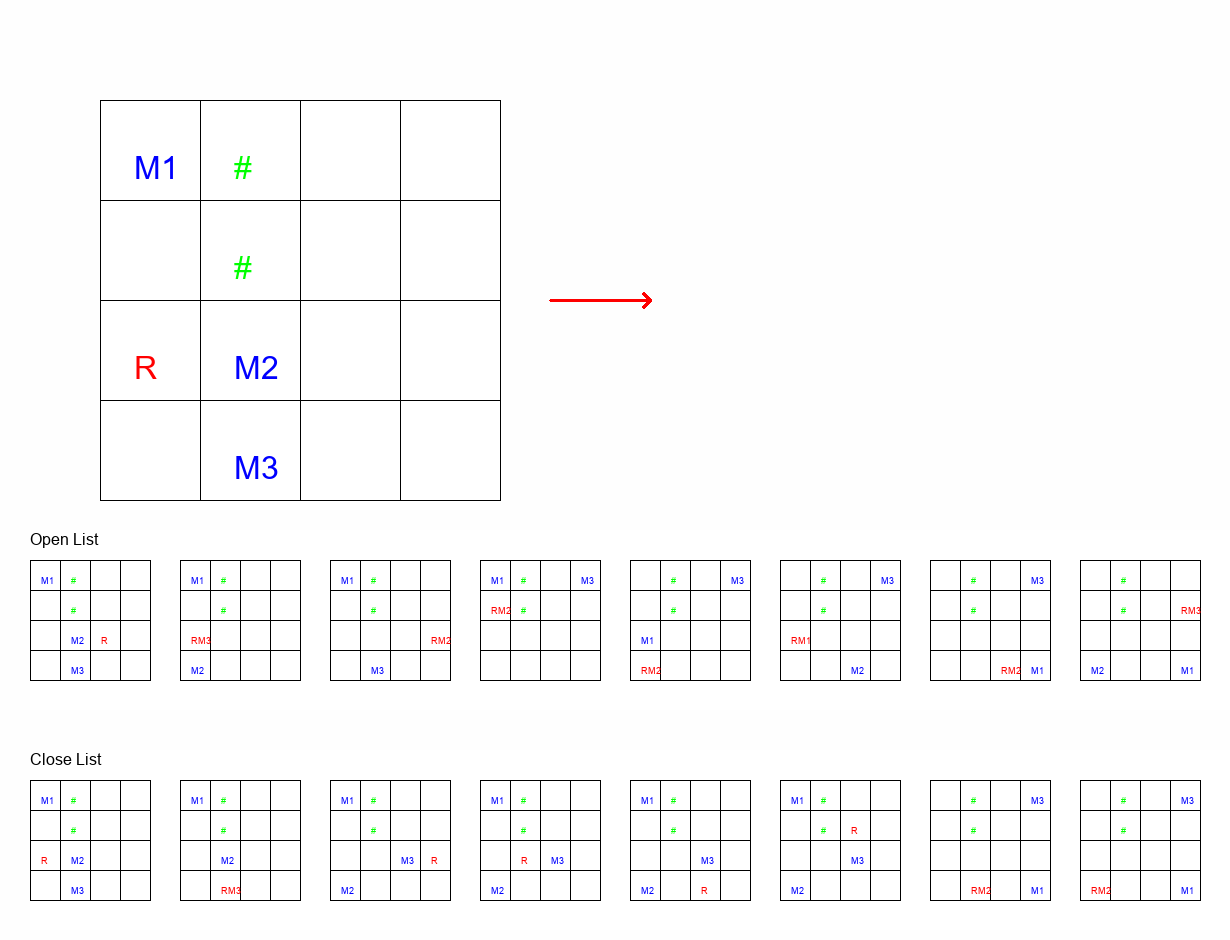 M1 #
#
R M2
M3
Open List
M1 # M1 # M1 # M1 # M3 # M3 # M3 # M3 #
# # # RM2 # # # # # RM3
M2 R RM3 RM2 M1 RM1
M3 M2 M3 RM2 M2 RM2 M1 M2 M1
Close List
M1 # M1 # M1 # M1 # M1 # M1 # # M3 # M3
# # # # # # R # #
R M2 M2 M3 R R M3 M3 M3
M3 RM3 M2 M2 M2 R M2 RM2 M1 RM2 M1